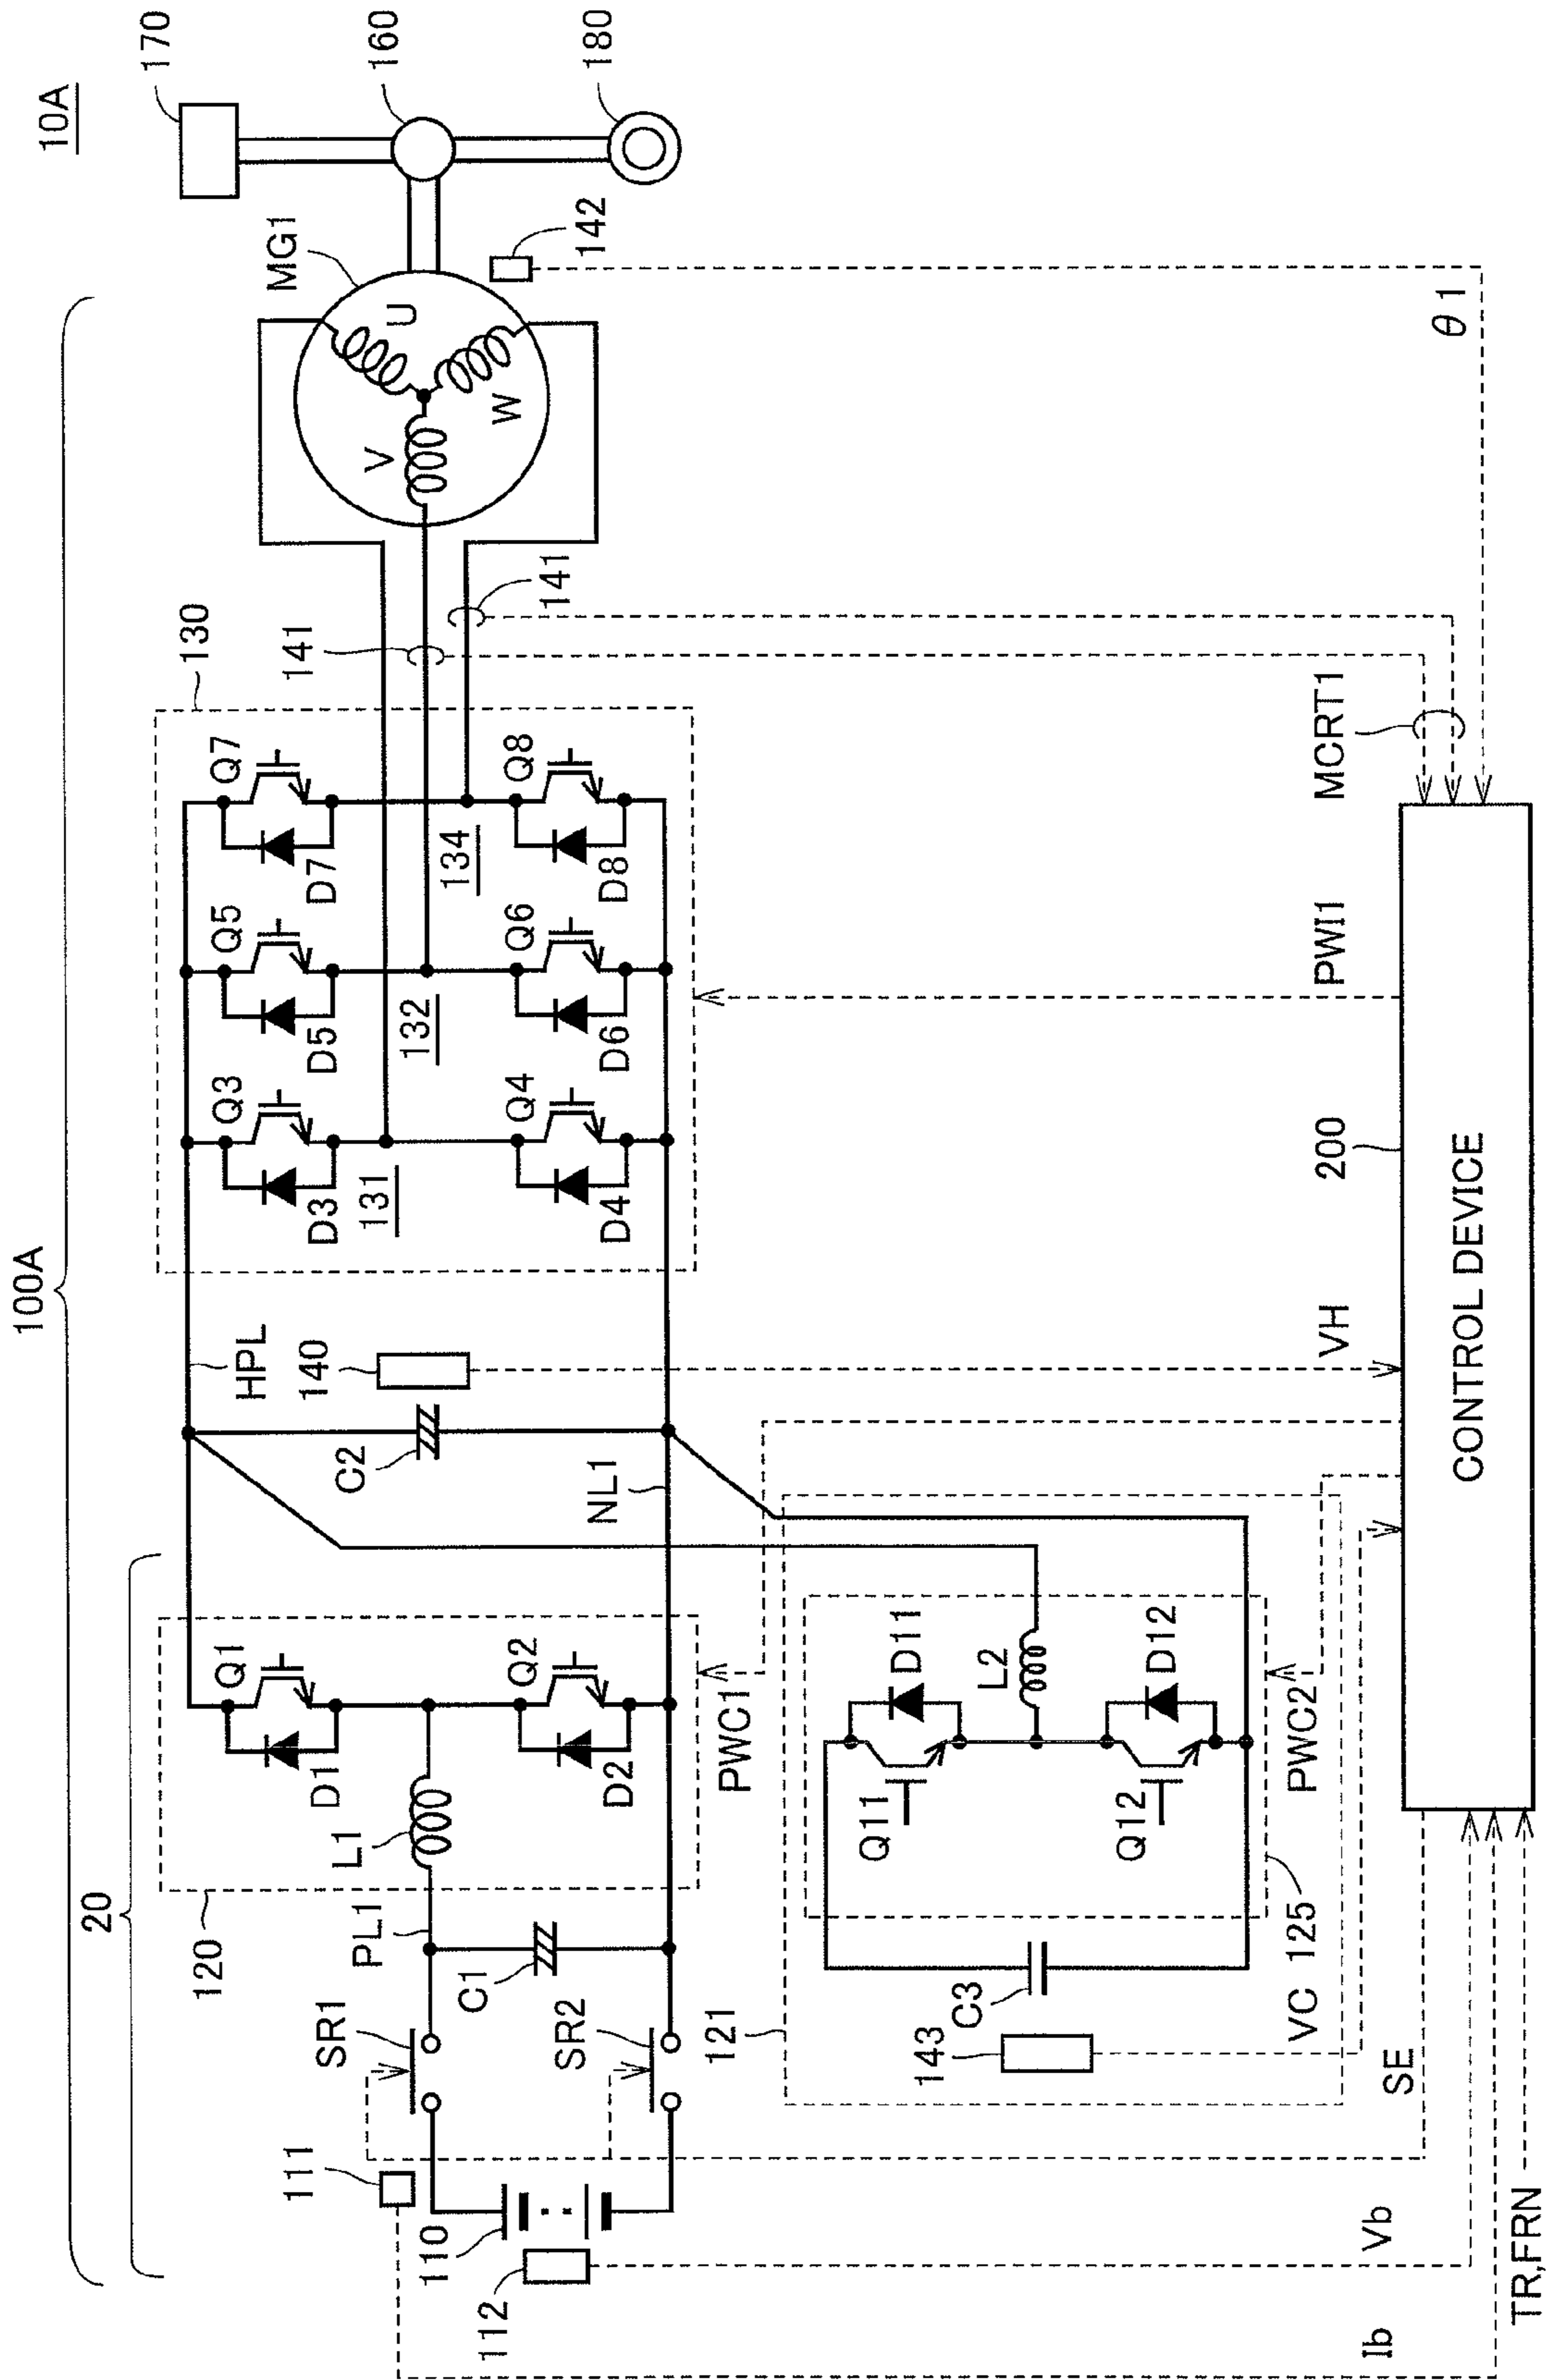 10A
100A
20
170
160
180
MG1
142
U
V
W
θ1
141
141
130
Q7
D7
Q5
D5
Q3
D3
134
132
131
Q8
D8
Q6
D6
Q4
D4
MCRT1
PWI1
200
CONTROL DEVICE
HPL
140
VH
C2
NL1
Q1
D1
Q2
D2
L1
120
PL1
C1
PWC1
SR1
SR2
111
110
112
121
D11
Q11
L2
D12
Q12
PWC2
125
C3
VC
143
SE
Vb
Ib
TR,FRN